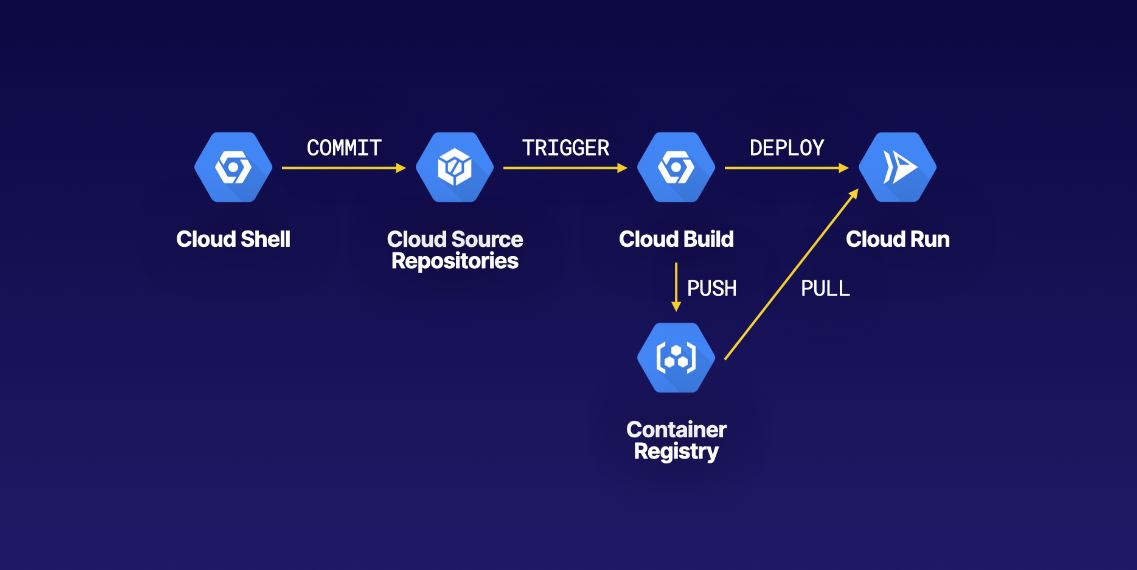 COMMIT
TRIGGER
DEPLOY
Cloud Shell
Cloud Source
Repositories
Cloud Build
Cloud Run
PUSH
PULL
Container
Registry